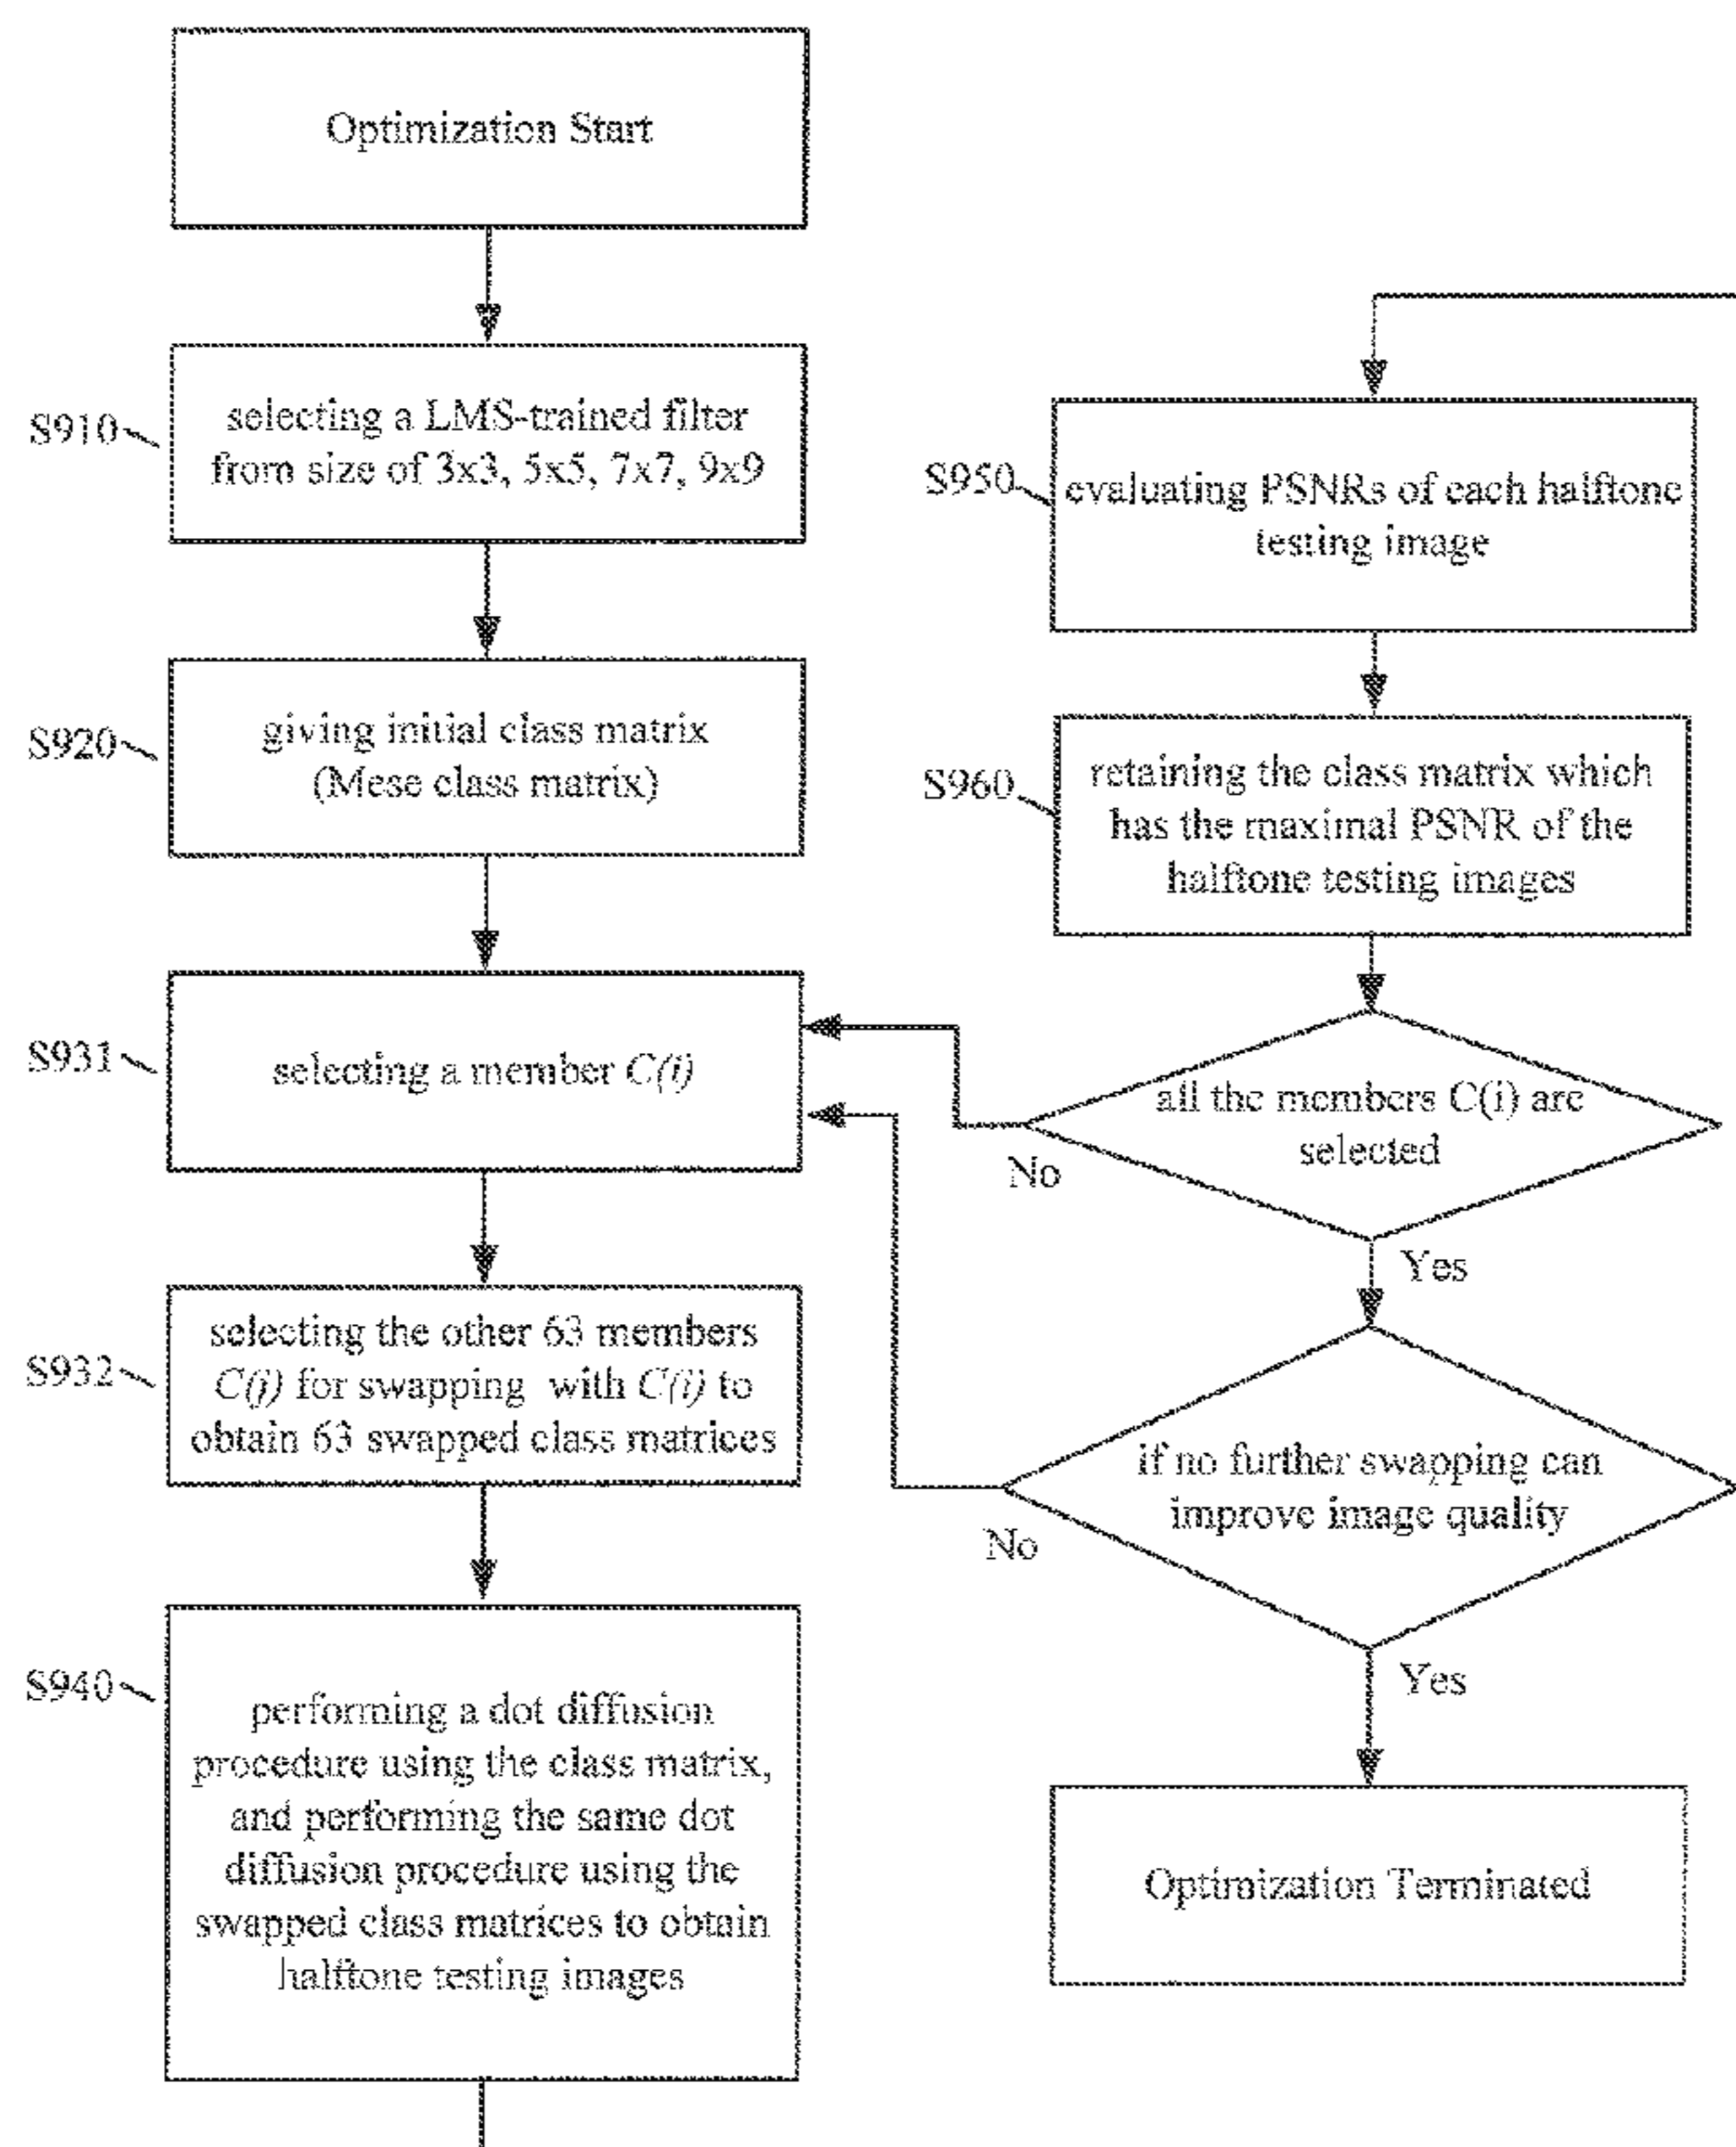 Optimization Start
S910
selecting a LMS-trained filter
from size of 3x3, 5x5, 7x7, 9x9
S920
giving initial class matrix
(Mese class matrix)
S931
selecting a member C(i)
S932
selecting the other 63 members
C(j) for swapping with C(i) to
obtain 63 swapped class matrices
S940
performing a dot diffusion
procedure using the class matrix,
and performing the same dot
diffusion procedure using the
swapped class matrices to obtain
halftone testing images
S950
evaluating PSNRs of each halftone
testing image
S960
retaining the class matrix which
has the maximal PSNR of the
halftone testing images
all the members C(i) are
selected
No
Yes
if no further swapping can
improve image quality
No
Yes
Optimization Terminated